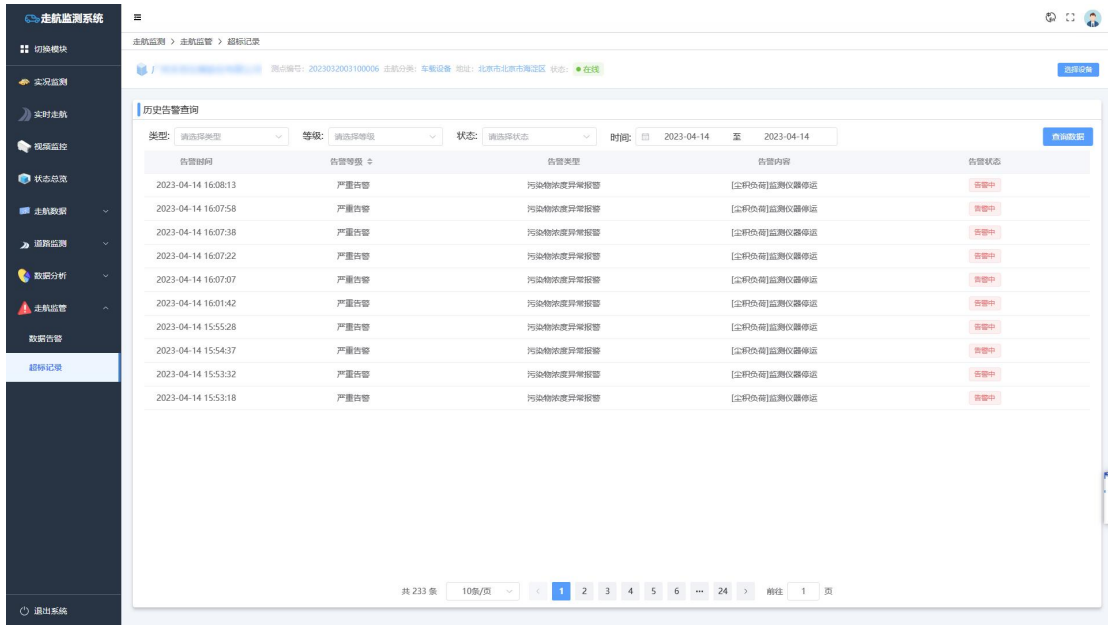 走航监测系统
切换模块
实况监测
实时走航
视频监控
状态总览
走航数据
道路监测
数据分析
走航监管
数据告警
超标记录
退出系统
走航监测 > 走航监管 > 超标记录
测点编号: 2023032003100006 走航分类: 车载设备 地址: 北京市北京市海淀区 状态: 在线
选择设备
历史告警查询
类型: 请选择类型 等级: 请选择等级 状态: 请选择状态 时间: 2023-04-14 至 2023-04-14 查询数据
告警时间 告警等级 告警类型 告警内容 告警状态
2023-04-14 16:08:13 严重告警 污染物浓度异常报警 [尘积负荷]监测仪器停运 告警中
2023-04-14 16:07:58 严重告警 污染物浓度异常报警 [尘积负荷]监测仪器停运 告警中
2023-04-14 16:07:38 严重告警 污染物浓度异常报警 [尘积负荷]监测仪器停运 告警中
2023-04-14 16:07:22 严重告警 污染物浓度异常报警 [尘积负荷]监测仪器停运 告警中
2023-04-14 16:07:07 严重告警 污染物浓度异常报警 [尘积负荷]监测仪器停运 告警中
2023-04-14 16:01:42 严重告警 污染物浓度异常报警 [尘积负荷]监测仪器停运 告警中
2023-04-14 15:55:28 严重告警 污染物浓度异常报警 [尘积负荷]监测仪器停运 告警中
2023-04-14 15:54:37 严重告警 污染物浓度异常报警 [尘积负荷]监测仪器停运 告警中
2023-04-14 15:53:32 严重告警 污染物浓度异常报警 [尘积负荷]监测仪器停运 告警中
2023-04-14 15:53:18 严重告警 污染物浓度异常报警 [尘积负荷]监测仪器停运 告警中
共 233 条 10条/页 < 1 2 3 4 5 6 ··· 24 > 前往 1 页